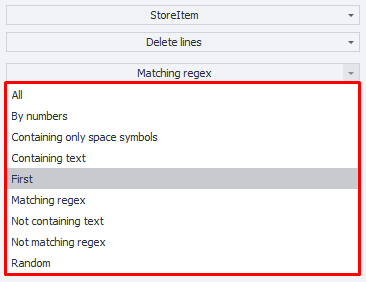 StoreItem
Delete lines
Matching regex
All
By numbers
Containing only space symbols
Containing text
First
Matching regex
Not containing text
Not matching regex
Random